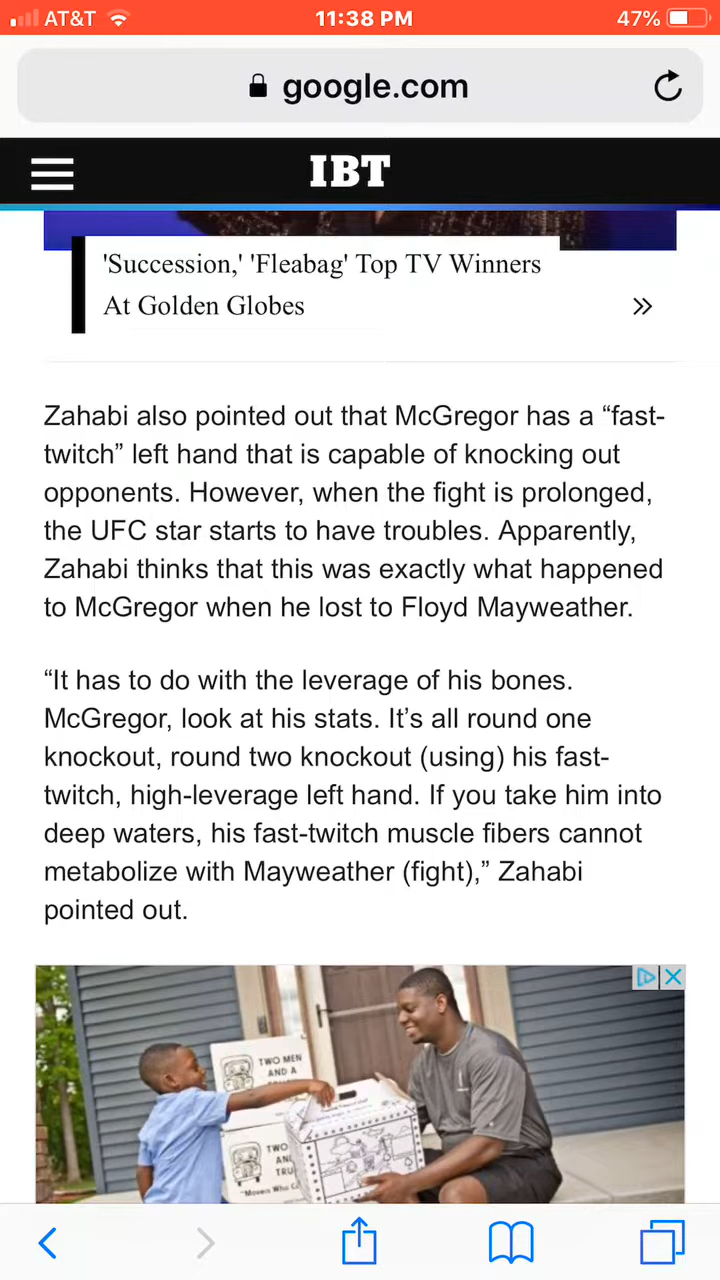 AT&T 11:38 PM 47%
google.com
IBT
'Succession,' 'Fleabag' Top TV Winners
At Golden Globes »
Zahabi also pointed out that McGregor has a “fast-
twitch” left hand that is capable of knocking out
opponents. However, when the fight is prolonged,
the UFC star starts to have troubles. Apparently,
Zahabi thinks that this was exactly what happened
to McGregor when he lost to Floyd Mayweather.
“It has to do with the leverage of his bones.
McGregor, look at his stats. It’s all round one
knockout, round two knockout (using) his fast-
twitch, high-leverage left hand. If you take him into
deep waters, his fast-twitch muscle fibers cannot
metabolize with Mayweather (fight),” Zahabi
pointed out.
TWO MEN
AND A
TWO
AN
TRU
"Movers Who